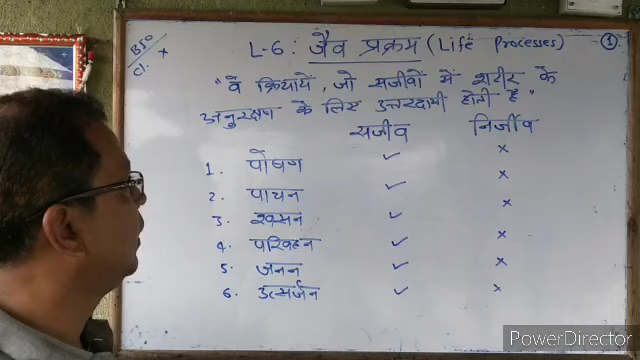 Bso
Cl. X
L-6: जैव प्रक्रम (Life Processes) 1
"वे क्रियायें, जो सजीवों में शरीर के
अनुरक्षण के लिए उत्तरदायी होती हैं"
सजीव निर्जीव
1. पोषण ✓ ×
2. पाचन ✓ ×
3. श्वसन ✓ ×
4. परिवहन ✓ ×
5. जनन ✓ ×
6. उत्सर्जन ✓ ×
PowerDirector